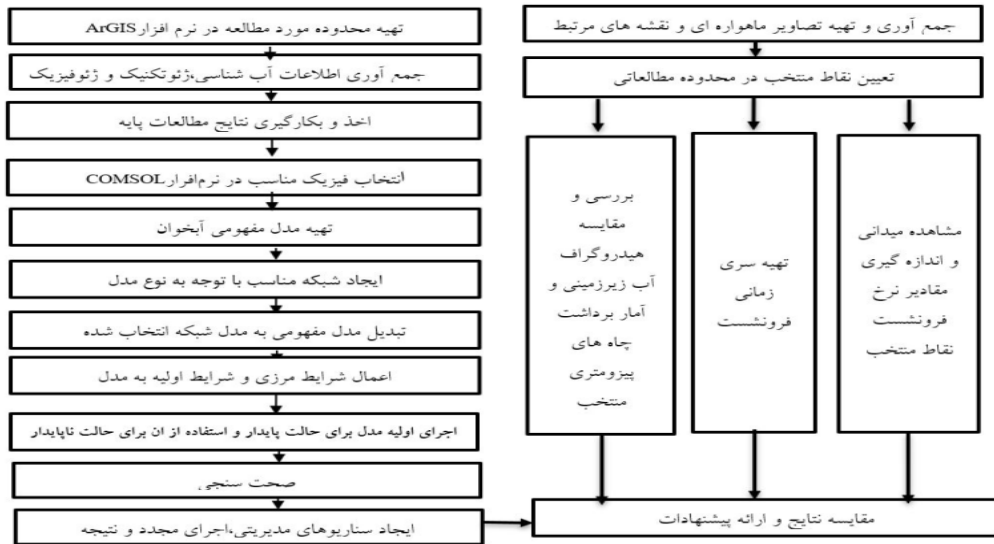 جمع آوری و تهیه تصاویر ماهواره ای و نقشه های مرتبط
تعیین نقاط منتخب در محدوده مطالعاتی
مشاهده میدانی
و اندازه گیری
مقادیر نرخ
فرونشست
نقاط منتخب
تهیه سری
زمانی
فرونشست
بررسی و
مقایسه
هیدروگراف
آب زیرزمینی و
آمار برداشت
چاه های
پیزومتری
منتخب
تهیه محدوده مورد مطالعه در نرم افزارArGIS
جمع آوری اطلاعات آب شناسی،ژئوتکنیک و ژئوفیزیک
اخذ و بکارگیری نتایج مطالعات پایه
انتخاب فیزیک مناسب در نرم‌افرارCOMSOL
تهیه مدل مفهومی آبخوان
ایجاد شبکه مناسب با توجه به نوع مدل
تبدیل مدل مفهومی به مدل شبکه انتخاب شده
اعمال شرایط مرزی و شرایط اولیه به مدل
اجرای اولیه مدل برای حالت پایدار و استفاده از ان برای حالت ناپایدار
صحت سنجی
ایجاد سناریوهای مدیریتی،اجرای مجدد و نتیجه
مقایسه نتایج و ارائه پیشنهادات